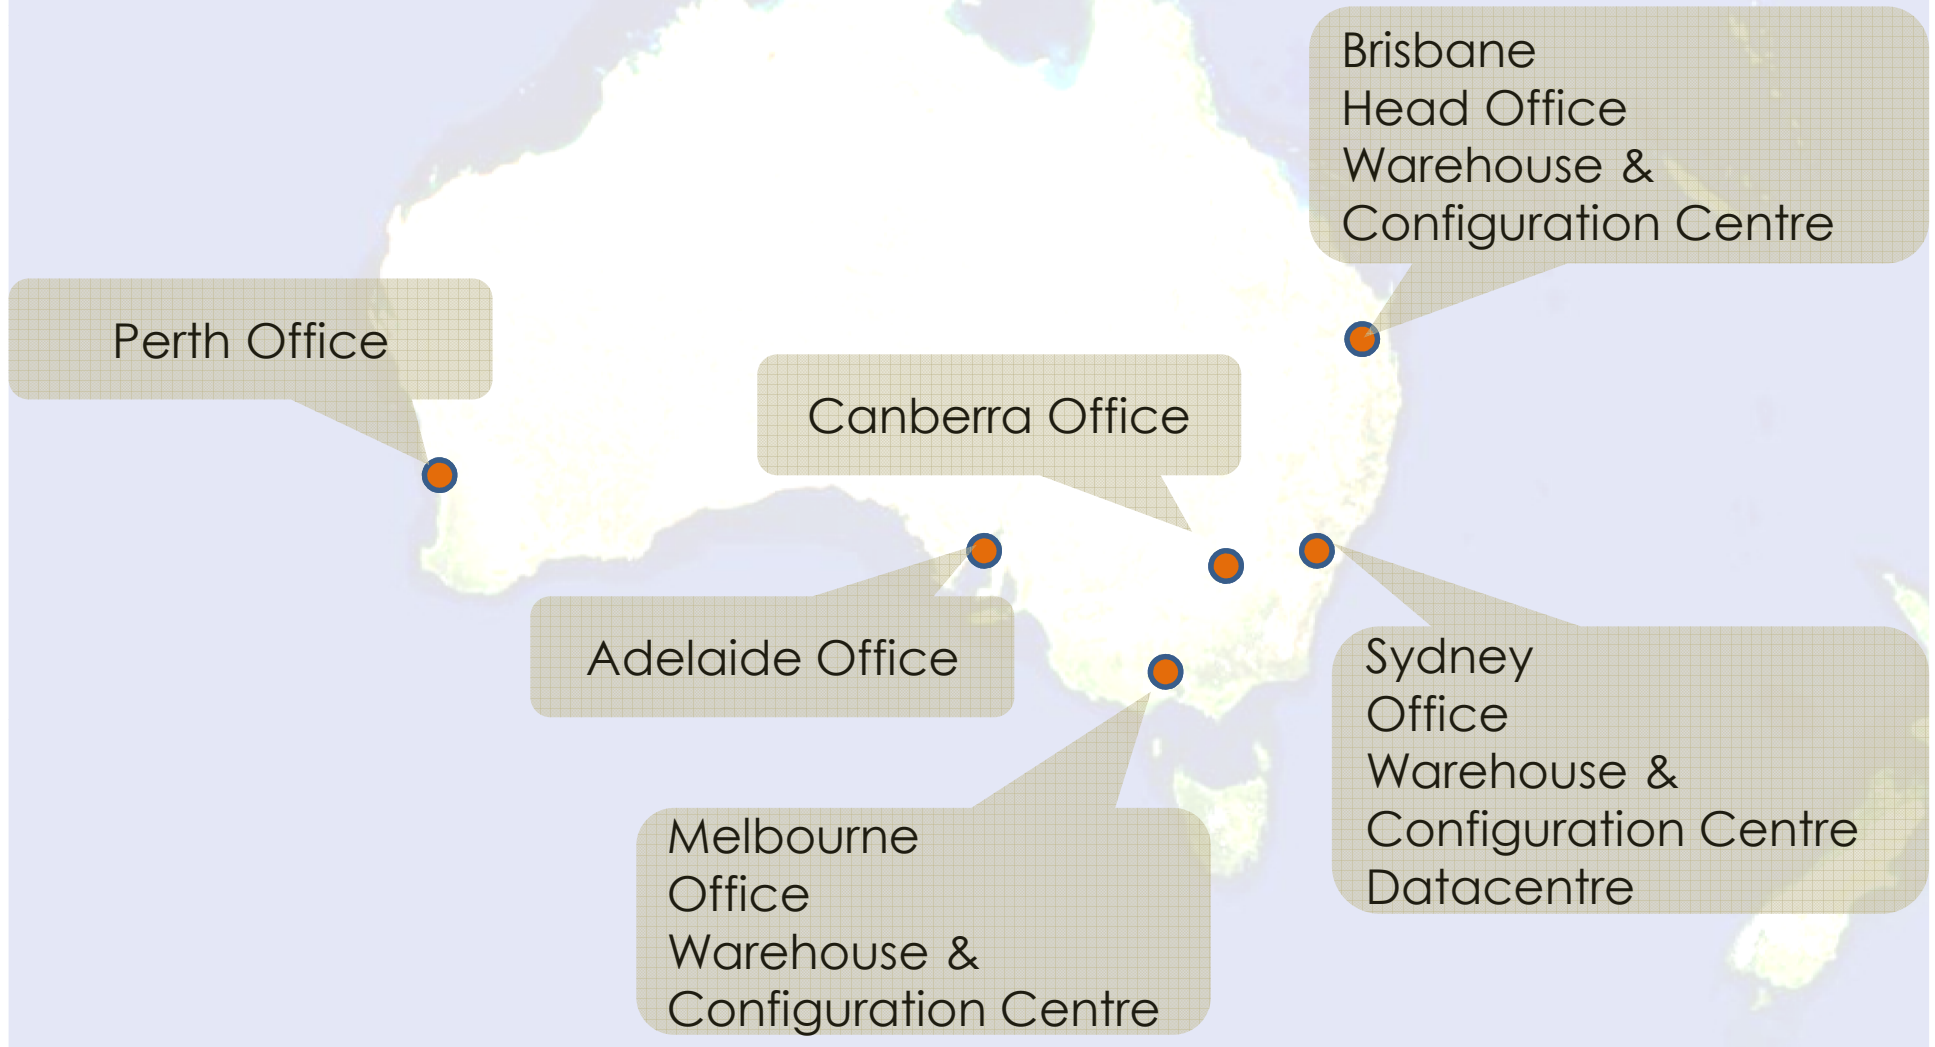 Brisbane
Head Office
Warehouse &
Configuration Centre
Perth Office
Canberra Office
Adelaide Office
Sydney
Office
Warehouse &
Configuration Centre
Datacentre
Melbourne
Office
Warehouse &
Configuration Centre